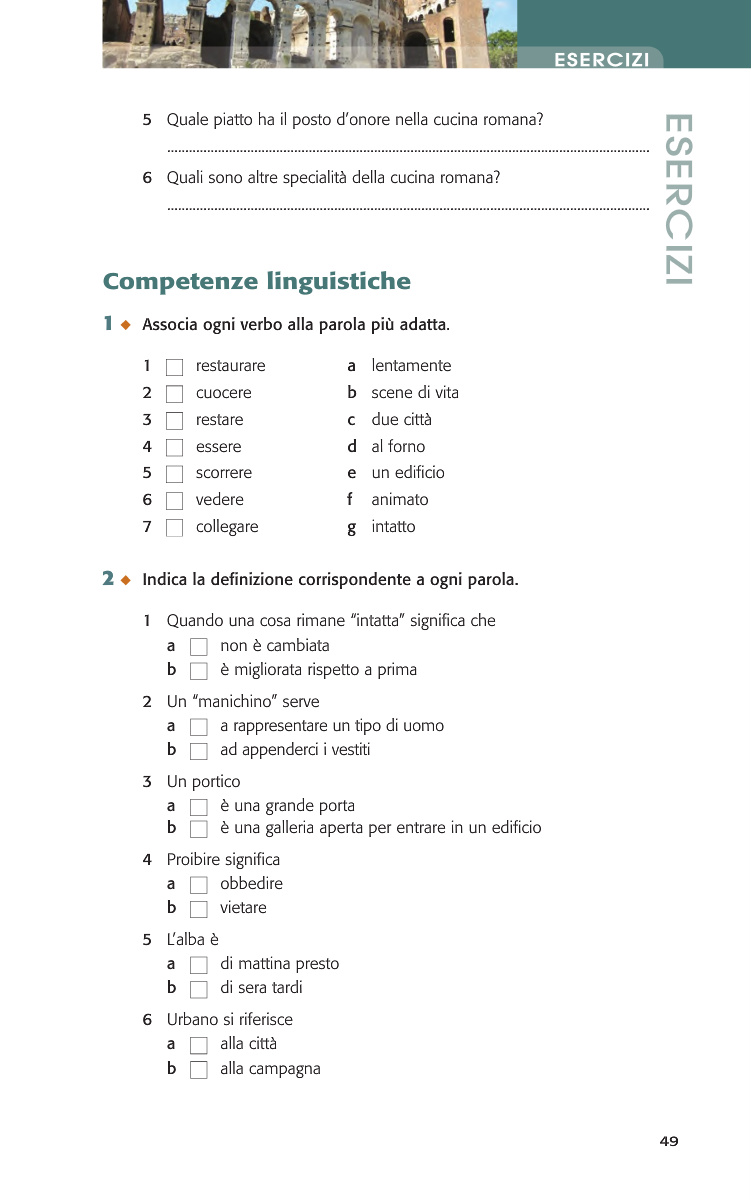 ESERCIZI
ESERCIZI
5 Quale piatto ha il posto d'onore nella cucina romana?
6 Quali sono altre specialità della cucina romana?
Competenze linguistiche
1 ◆ Associa ogni verbo alla parola più adatta.
1 restaurare a lentamente
2 cuocere b scene di vita
3 restare c due città
4 essere d al forno
5 scorrere e un edificio
6 vedere f animato
7 collegare g intatto
2 ◆ Indica la definizione corrispondente a ogni parola.
1 Quando una cosa rimane “intatta” significa che
a non è cambiata
b è migliorata rispetto a prima
2 Un “manichino” serve
a a rappresentare un tipo di uomo
b ad appenderci i vestiti
3 Un portico
a è una grande porta
b è una galleria aperta per entrare in un edificio
4 Proibire significa
a obbedire
b vietare
5 L'alba è
a di mattina presto
b di sera tardi
6 Urbano si riferisce
a alla città
b alla campagna
49